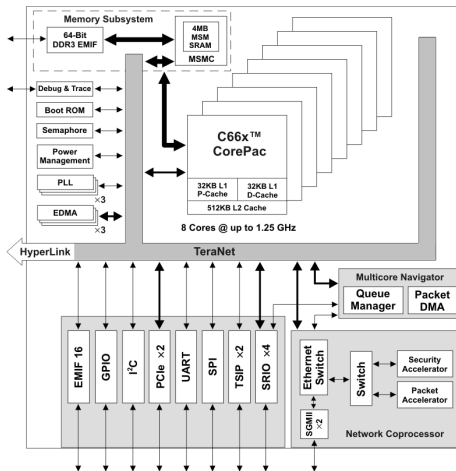 Memory Subsystem
64-Bit
DDR3 EMIF
4MB
MSM
SRAM
MSMC
Debug & Trace
Boot ROM
Semaphore
Power
Management
PLL
×3
EDMA
×3
C66x™
CorePac
32KB L1
P-Cache
32KB L1
D-Cache
512KB L2 Cache
8 Cores @ up to 1.25 GHz
HyperLink
TeraNet
Multicore Navigator
Queue
Manager
Packet
DMA
EMIF 16
GPIO
I²C
PCIe ×2
UART
SPI
TSIP ×2
SRIO ×4
Ethernet
Switch
Switch
SGMII
×2
Security
Accelerator
Packet
Accelerator
Network Coprocessor